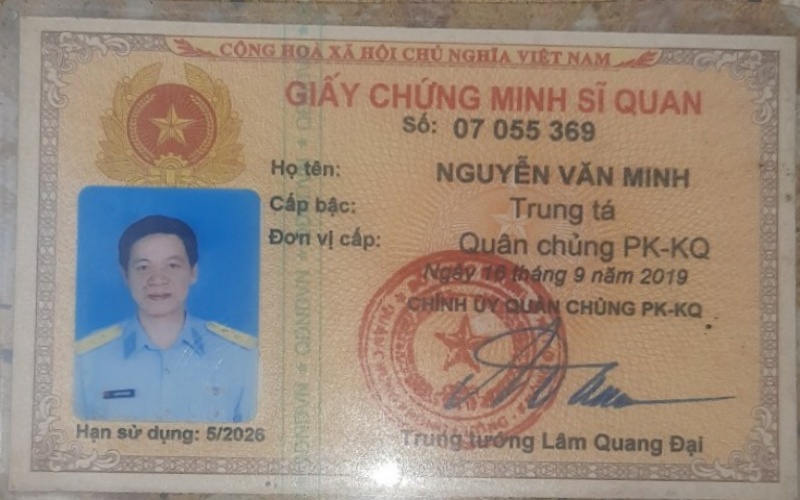 CỘNG HOÀ XÃ HỘI CHỦ NGHĨA VIỆT NAM
GIẤY CHỨNG MINH SĨ QUAN
Số: 07 055 369
Họ tên: NGUYỄN VĂN MINH
Cấp bậc: Trung tá
Đơn vị cấp: Quân chủng PK-KQ
Ngày 16 tháng 9 năm 2019
CHÍNH ỦY QUÂN CHỦNG PK-KQ
Hạn sử dụng: 5/2026
Trung tướng Lâm Quang Đại